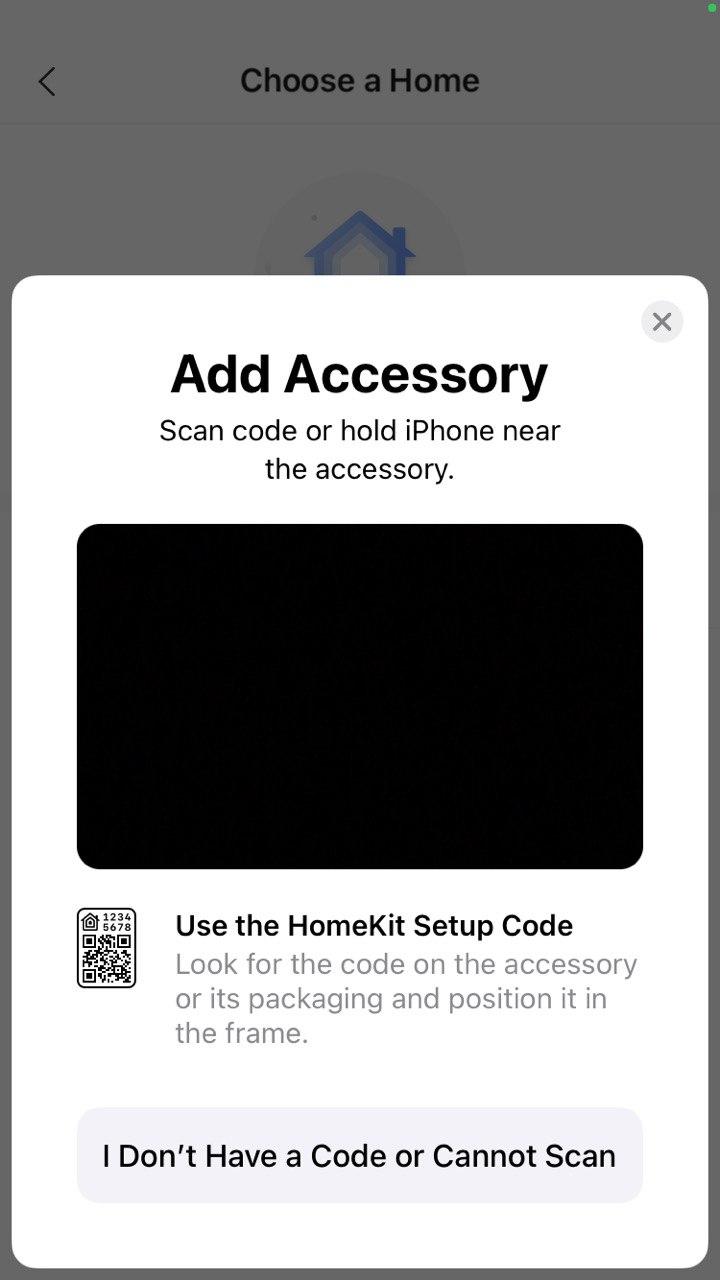 Choose a Home
Add Accessory
Scan code or hold iPhone near
the accessory.
1234
5678
Use the HomeKit Setup Code
Look for the code on the accessory
or its packaging and position it in
the frame.
I Don’t Have a Code or Cannot Scan